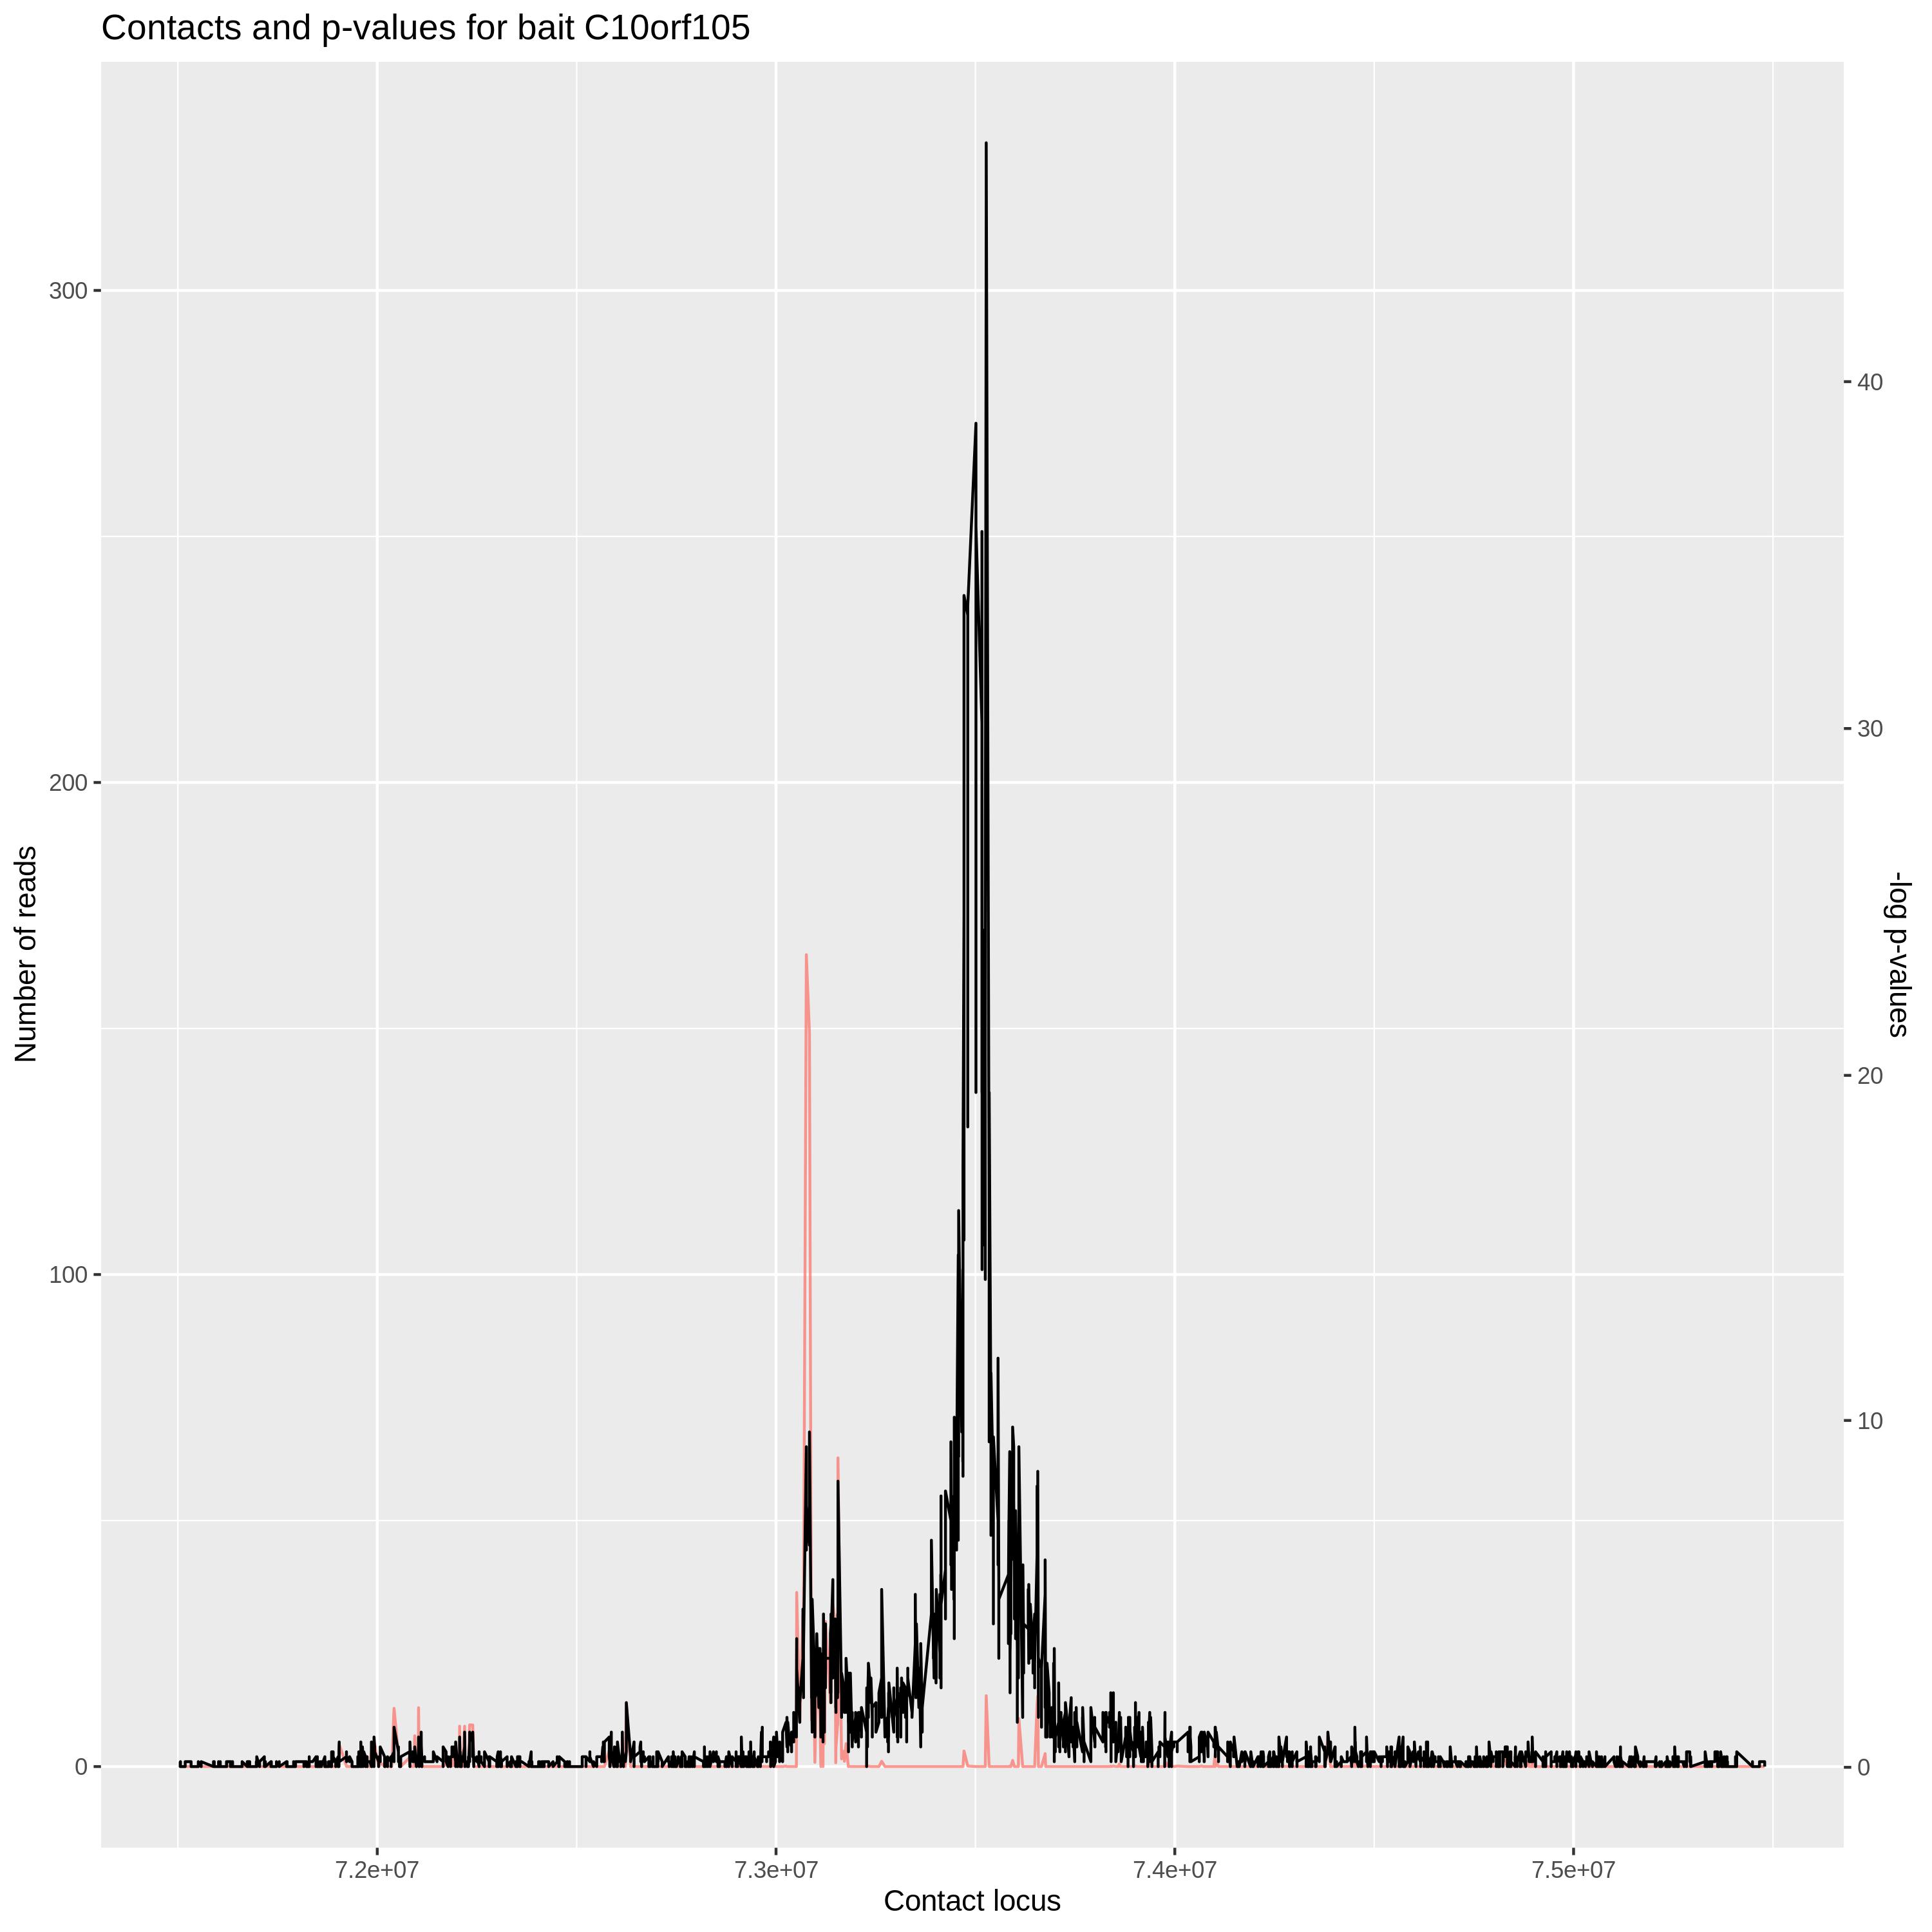 Contacts and p-values for bait C10orf105
300
200
100
0
40
30
20
10
0
Number of reads
-log p-values
7.2e+07
7.3e+07
7.4e+07
7.5e+07
Contact locus